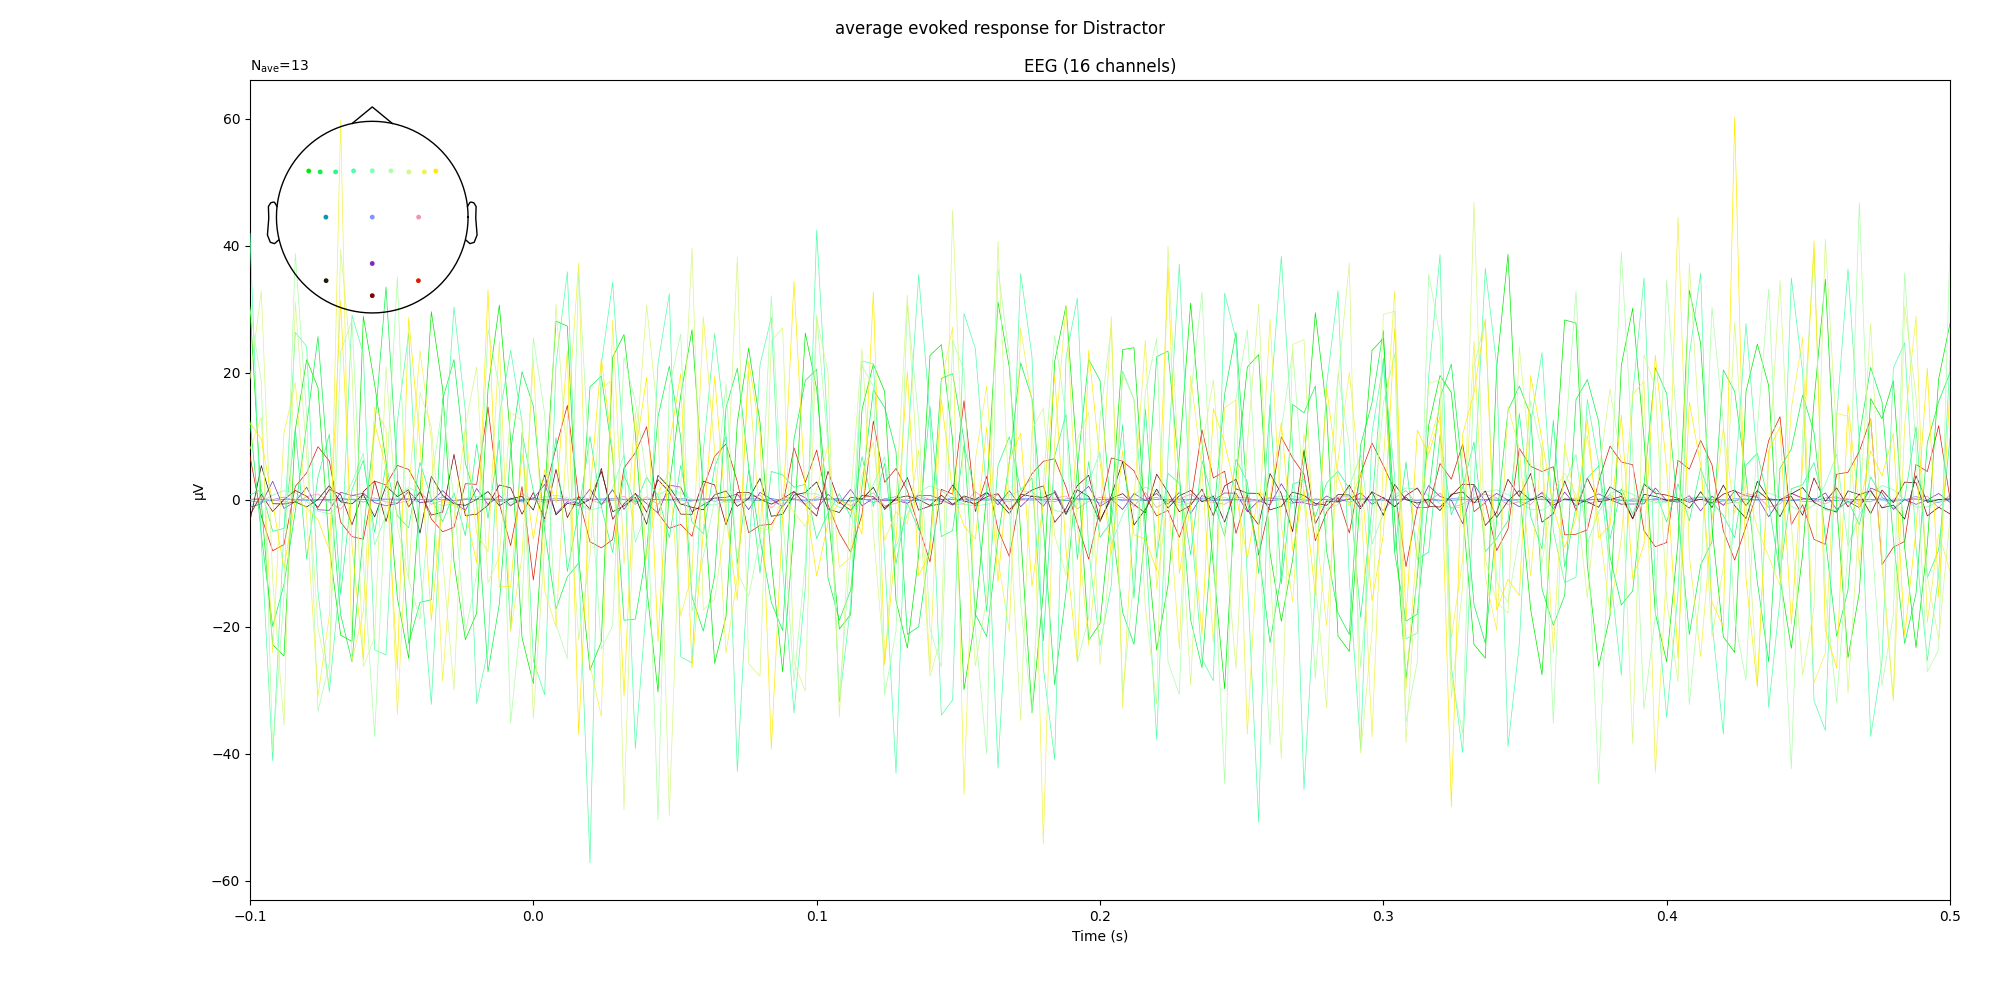 average evoked response for Distractor
Nave=13
EEG (16 channels)
60
40
20
0
−20
−40
−60
µV
−0.1 0.0 0.1 0.2 0.3 0.4 0.5
Time (s)